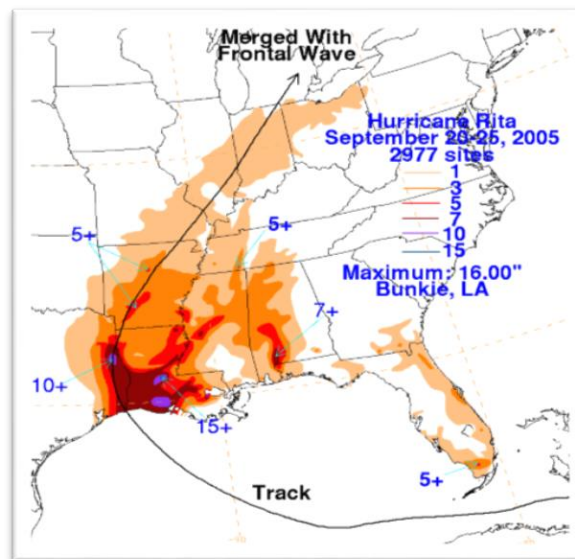 Merged With
Frontal Wave
Hurricane Rita
September 20-25, 2005
2977 sites
1
3
5
7
10
15
Maximum: 16.00"
Bunkie, LA
5+
5+
7+
10+
15+
5+
Track